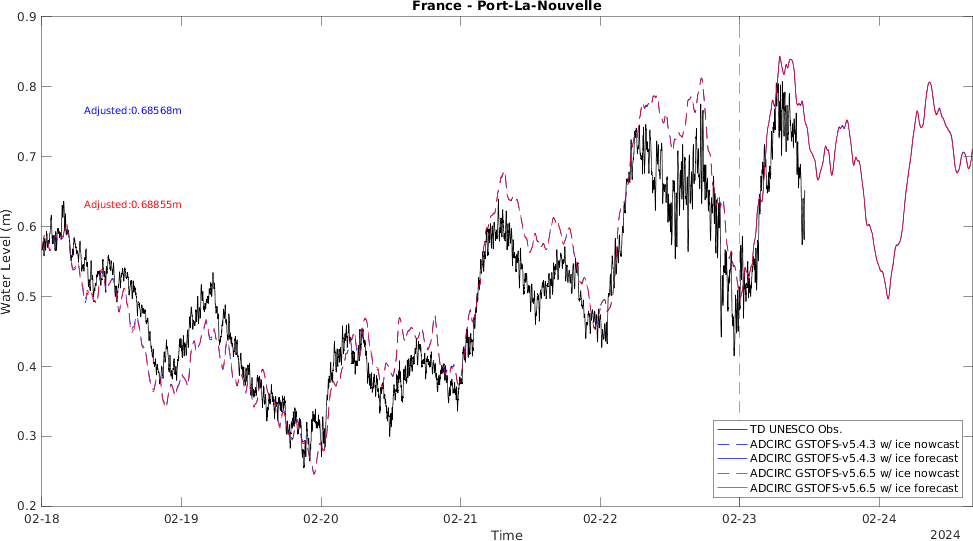 France - Port-La-Nouvelle
0.9
0.8
0.7
0.6
0.5
0.4
0.3
0.2
Water Level (m)
Adjusted:0.68568m
Adjusted:0.68855m
TD UNESCO Obs.
ADCIRC GSTOFS-v5.4.3 w/ ice nowcast
ADCIRC GSTOFS-v5.4.3 w/ ice forecast
ADCIRC GSTOFS-v5.6.5 w/ ice nowcast
ADCIRC GSTOFS-v5.6.5 w/ ice forecast
02-18 02-19 02-20 02-21 02-22 02-23 02-24
Time
2024